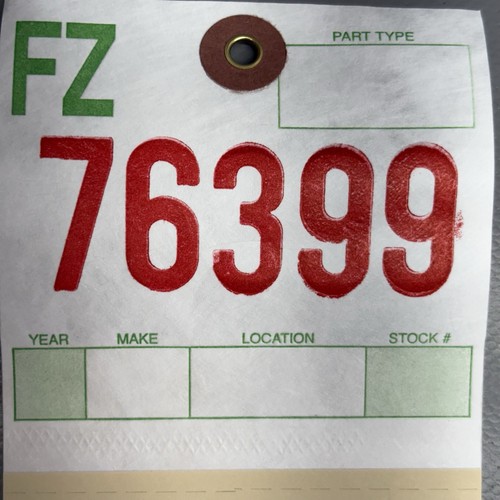 FZ
PART TYPE
76399
YEAR MAKE LOCATION STOCK #